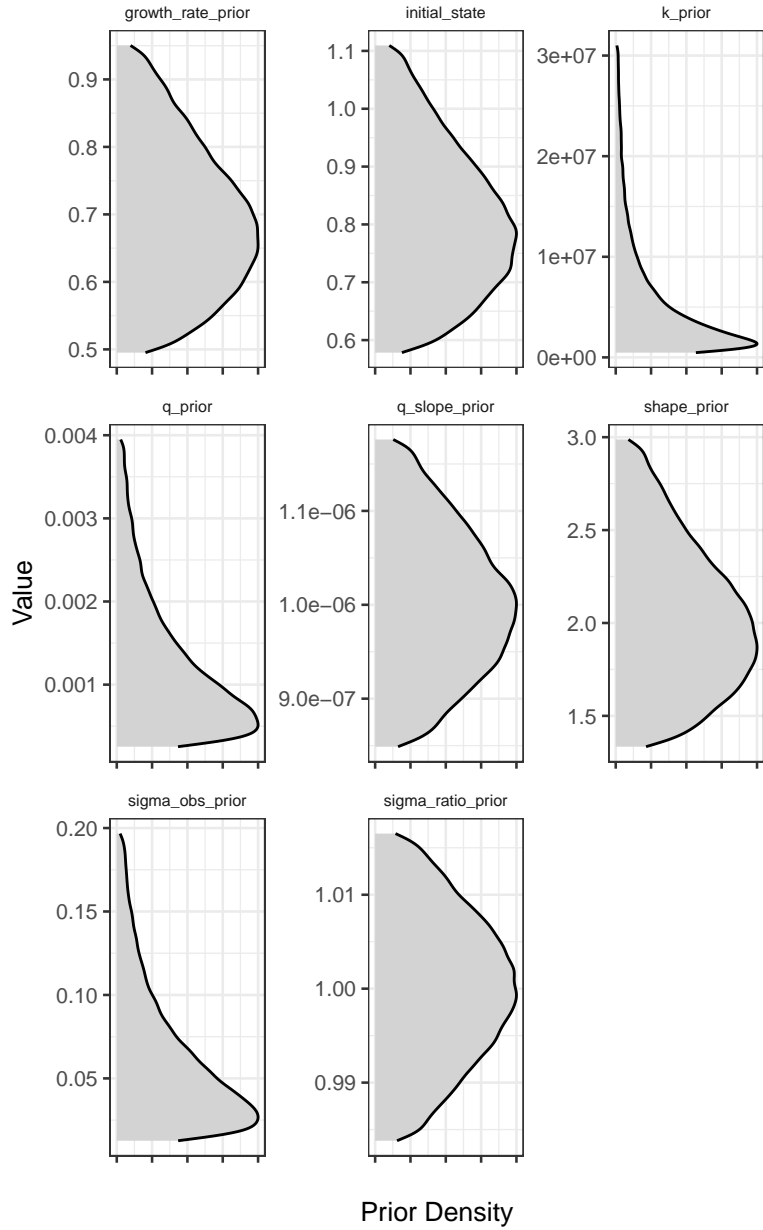 growth_rate_prior
initial_state
k_prior
0.9
0.8
0.7
0.6
0.5
1.1
1.0
0.9
0.8
0.7
0.6
3e+07
2e+07
1e+07
0e+00
q_prior
q_slope_prior
shape_prior
0.004
0.003
0.002
0.001
1.1e−06
1.0e−06
9.0e−07
3.0
2.5
2.0
1.5
Value
sigma_obs_prior
sigma_ratio_prior
0.20
0.15
0.10
0.05
1.01
1.00
0.99
Prior Density